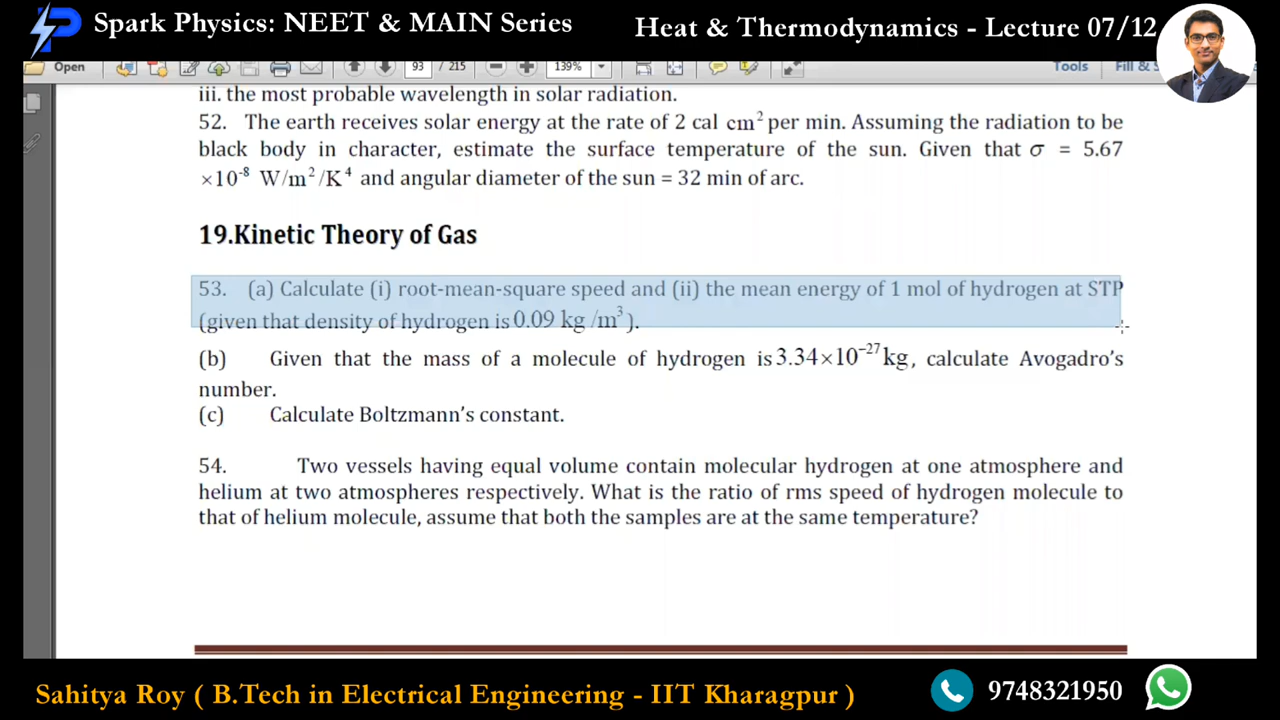 Spark Physics: NEET & MAIN Series
Heat & Thermodynamics - Lecture 07/12
Open
93 / 215
139%
Tools
Fill &
iii. the most probable wavelength in solar radiation.
52. The earth receives solar energy at the rate of 2 cal cm² per min. Assuming the radiation to be
black body in character, estimate the surface temperature of the sun. Given that σ = 5.67
×10⁻⁸ W/m²/K⁴ and angular diameter of the sun = 32 min of arc.
19.Kinetic Theory of Gas
53. (a) Calculate (i) root-mean-square speed and (ii) the mean energy of 1 mol of hydrogen at STP
(given that density of hydrogen is 0.09 kg /m³ ).
(b) Given that the mass of a molecule of hydrogen is 3.34×10⁻²⁷ kg, calculate Avogadro's
number.
(c) Calculate Boltzmann's constant.
54. Two vessels having equal volume contain molecular hydrogen at one atmosphere and
helium at two atmospheres respectively. What is the ratio of rms speed of hydrogen molecule to
that of helium molecule, assume that both the samples are at the same temperature?
Sahitya Roy ( B.Tech in Electrical Engineering - IIT Kharagpur )
9748321950